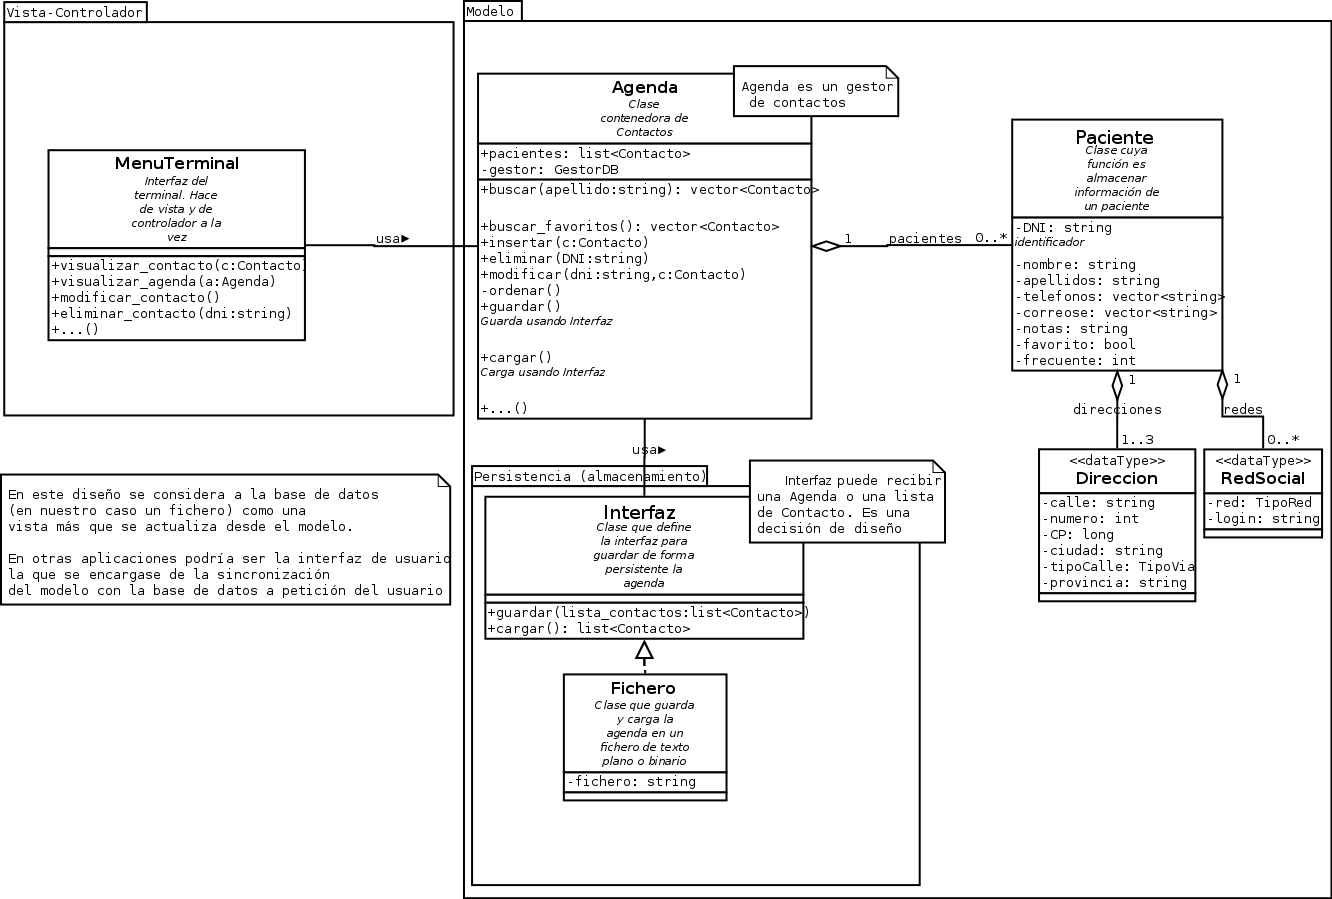 Vista-Controlador
MenuTerminal
Interfaz del
terminal. Hace
de vista y de
controlador a la
vez
+visualizar_contacto(c:Contacto)
+visualizar_agenda(a:Agenda)
+modificar_contacto()
+eliminar_contacto(dni:string)
+...()
usa►
Modelo
Agenda
Clase
contenedora de
Contactos
+pacientes: list<Contacto>
-gestor: GestorDB
+buscar(apellido:string): vector<Contacto>
+buscar_favoritos(): vector<Contacto>
+insertar(c:Contacto)
+eliminar(DNI:string)
+modificar(dni:string,c:Contacto)
-ordenar()
+guardar()
Guarda usando Interfaz
+cargar()
Carga usando Interfaz
+...()
Agenda es un gestor
de contactos
1
pacientes
0..*
Paciente
Clase cuya
función es
almacenar
información de
un paciente
-DNI: string
identificador
-nombre: string
-apellidos: string
-telefonos: vector<string>
-correose: vector<string>
-notas: string
-favorito: bool
-frecuente: int
1
direcciones
1..3
1
redes
0..*
<<dataType>>
Direccion
-calle: string
-numero: int
-CP: long
-ciudad: string
-tipoCalle: TipoVia
-provincia: string
<<dataType>>
RedSocial
-red: TipoRed
-login: string
usa►
Persistencia (almacenamiento)
Interfaz
Clase que define
la interfaz para
guardar de forma
persistente la
agenda
+guardar(lista_contactos:list<Contacto>)
+cargar(): list<Contacto>
Interfaz puede recibir
una Agenda o una lista
de Contacto. Es una
decisión de diseño
Fichero
Clase que guarda
y carga la
agenda en un
fichero de texto
plano o binario
-fichero: string
En este diseño se considera a la base de datos
(en nuestro caso un fichero) como una
vista más que se actualiza desde el modelo.
En otras aplicaciones podría ser la interfaz de usuario
la que se encargase de la sincronización
del modelo con la base de datos a petición del usuario